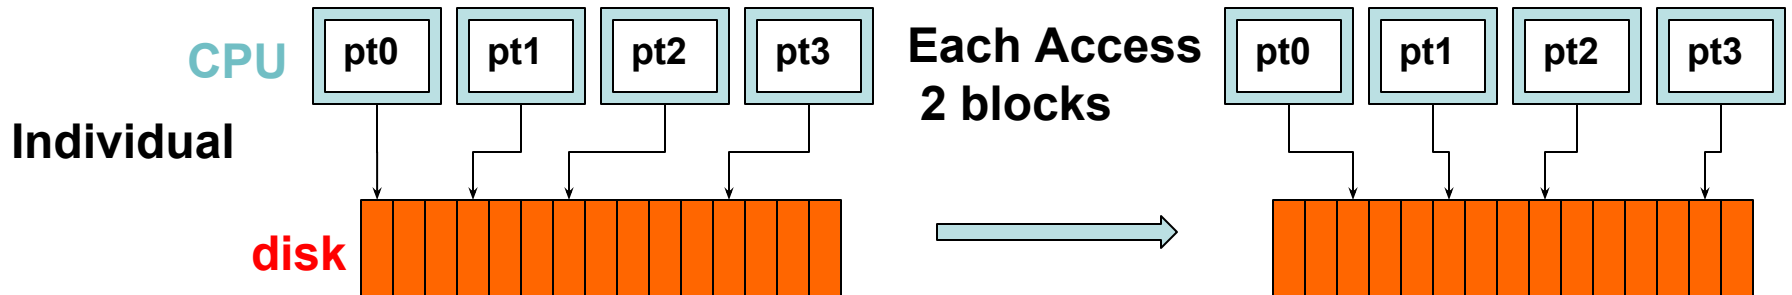 CPU
pt0
pt1
pt2
pt3
Individual
disk
Each Access
2 blocks
pt0
pt1
pt2
pt3